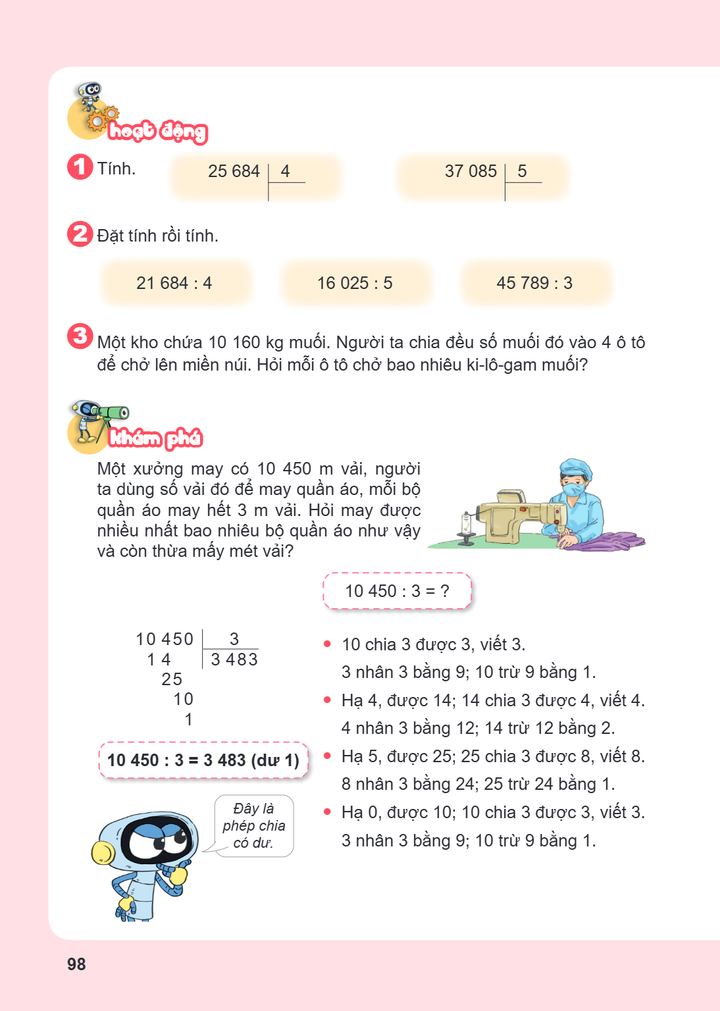 hoạt động
1 Tính.
25 684 4
37 085 5
2 Đặt tính rồi tính.
21 684 : 4
16 025 : 5
45 789 : 3
3 Một kho chứa 10 160 kg muối. Người ta chia đều số muối đó vào 4 ô tô
để chở lên miền núi. Hỏi mỗi ô tô chở bao nhiêu ki-lô-gam muối?
khám phá
Một xưởng may có 10 450 m vải, người
ta dùng số vải đó để may quần áo, mỗi bộ
quần áo may hết 3 m vải. Hỏi may được
nhiều nhất bao nhiêu bộ quần áo như vậy
và còn thừa mấy mét vải?
10 450 : 3 = ?
10 450 3
1 4 3 483
25
10
1
10 450 : 3 = 3 483 (dư 1)
Đây là
phép chia
có dư.
• 10 chia 3 được 3, viết 3.
3 nhân 3 bằng 9; 10 trừ 9 bằng 1.
• Hạ 4, được 14; 14 chia 3 được 4, viết 4.
4 nhân 3 bằng 12; 14 trừ 12 bằng 2.
• Hạ 5, được 25; 25 chia 3 được 8, viết 8.
8 nhân 3 bằng 24; 25 trừ 24 bằng 1.
• Hạ 0, được 10; 10 chia 3 được 3, viết 3.
3 nhân 3 bằng 9; 10 trừ 9 bằng 1.
98